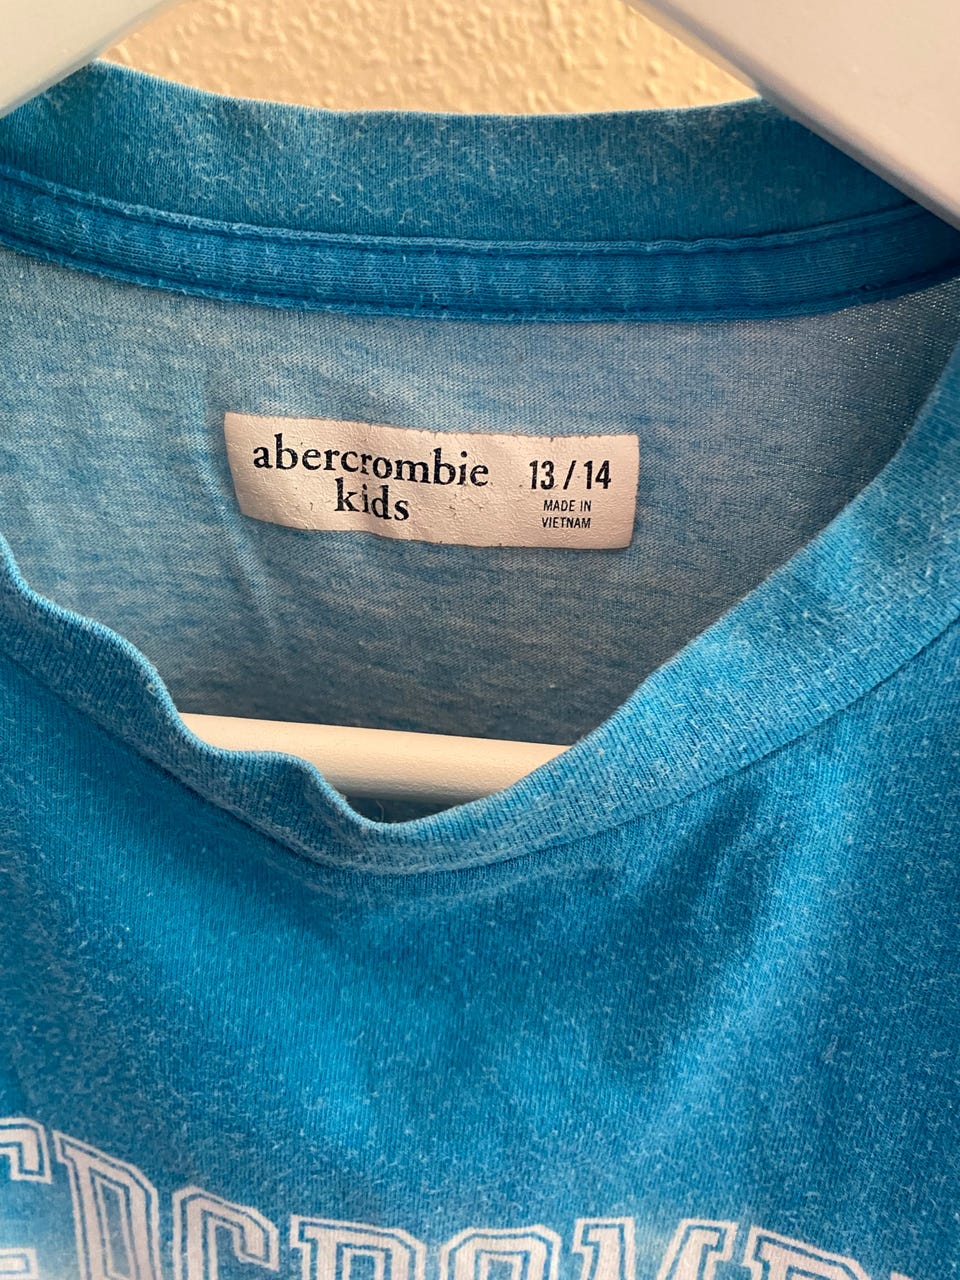 abercrombie
kids
13 / 14
MADE IN
VIETNAM